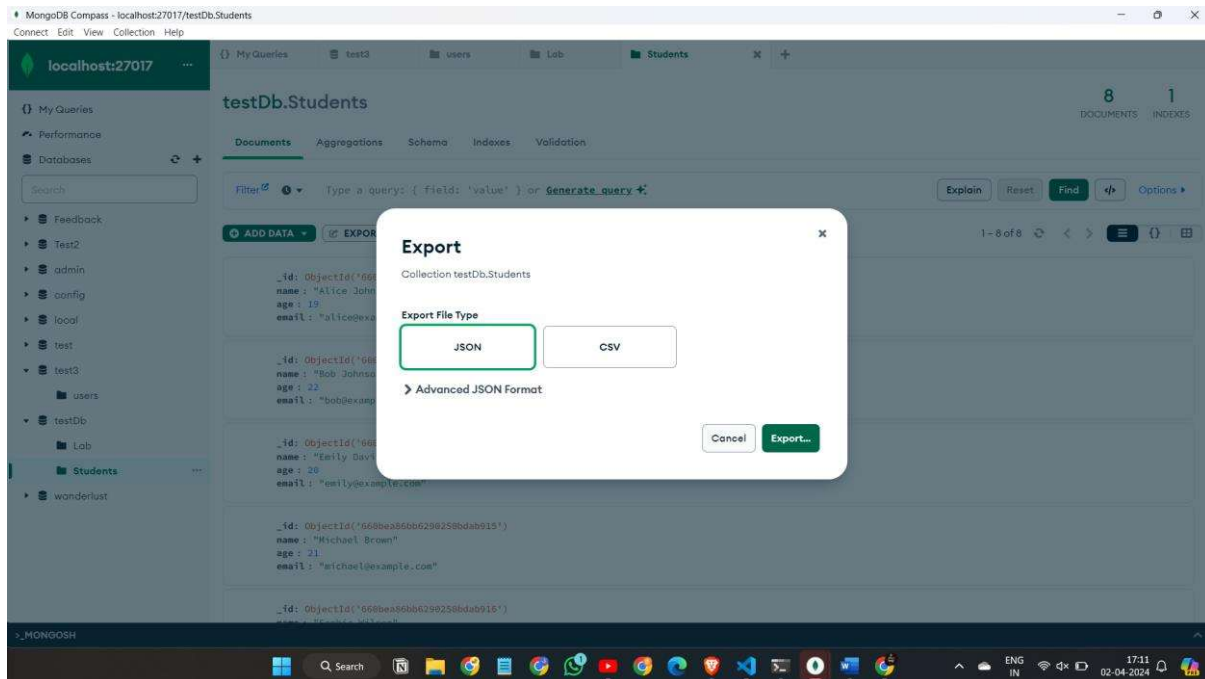 MongoDB Compass - localhost:27017/testDb.Students
Connect Edit View Collection Help
localhost:27017 ...
{} My Queries test3 users Lab Students
{} My Queries
Performance
Databases
Search
Feedback
Test2
admin
config
local
test
test3
users
testDb
Lab
Students ...
wanderlust
testDb.Students
8 DOCUMENTS
1 INDEXES
Documents Aggregations Schema Indexes Validation
Filter Type a query: { field: 'value' } or Generate query
Explain Reset Find </> Options
ADD DATA EXPOR
1 – 8 of 8
_id: ObjectId('660
name : "Alice John
age : 19
email : "alice@exa
_id: ObjectId('660
name : "Bob Johnso
age : 22
email : "bob@examp
_id: ObjectId('660
name : "Emily Davi
age : 20
email : "emily@example.com"
_id: ObjectId('660bea86bb6290250bdab915')
name : "Michael Brown"
age : 21
email : "michael@example.com"
_id: ObjectId('660bea86bb6290250bdab916')
Export
Collection testDb.Students
Export File Type
JSON
CSV
Advanced JSON Format
Cancel Export...
>_MONGOSH
Search
ENG
IN
17:11
02-04-2024